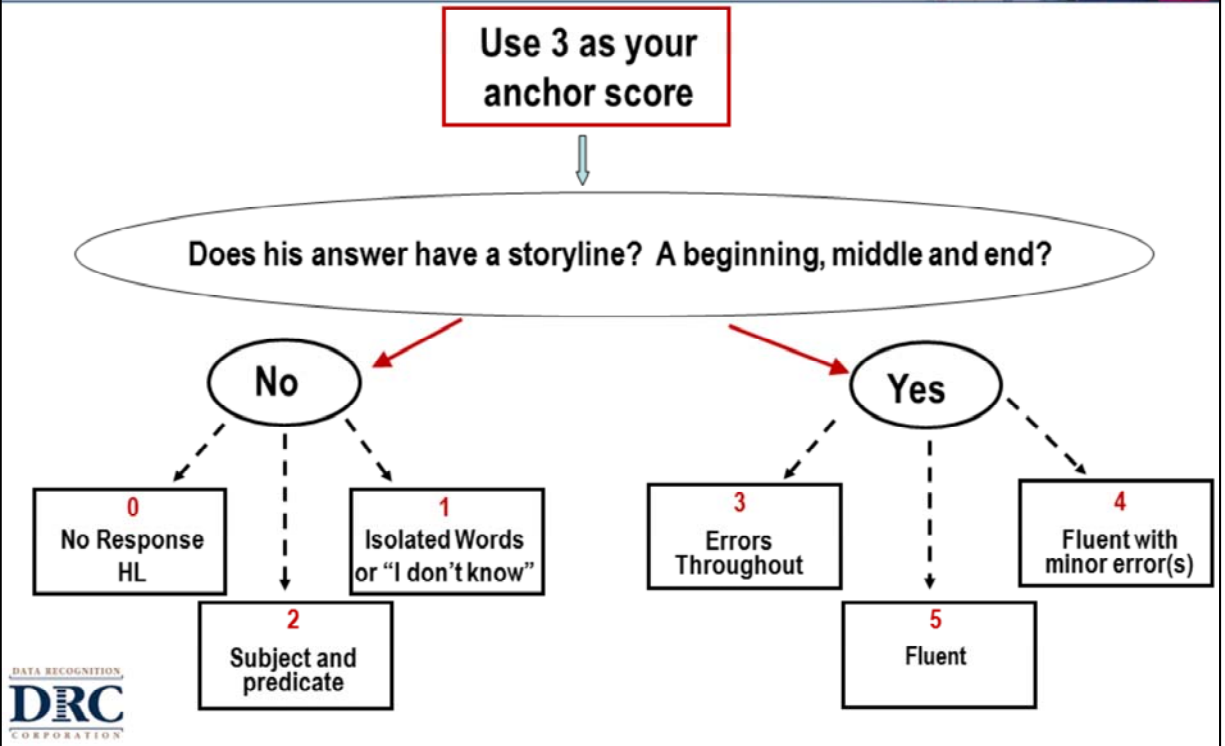 Use 3 as your
anchor score
Does his answer have a storyline?  A beginning, middle and end?
No
Yes
0
No Response
HL
1
Isolated Words
or “I don’t know”
2
Subject and
predicate
3
Errors
Throughout
4
Fluent with
minor error(s)
5
Fluent
DATA RECOGNITION
DRC
CORPORATION